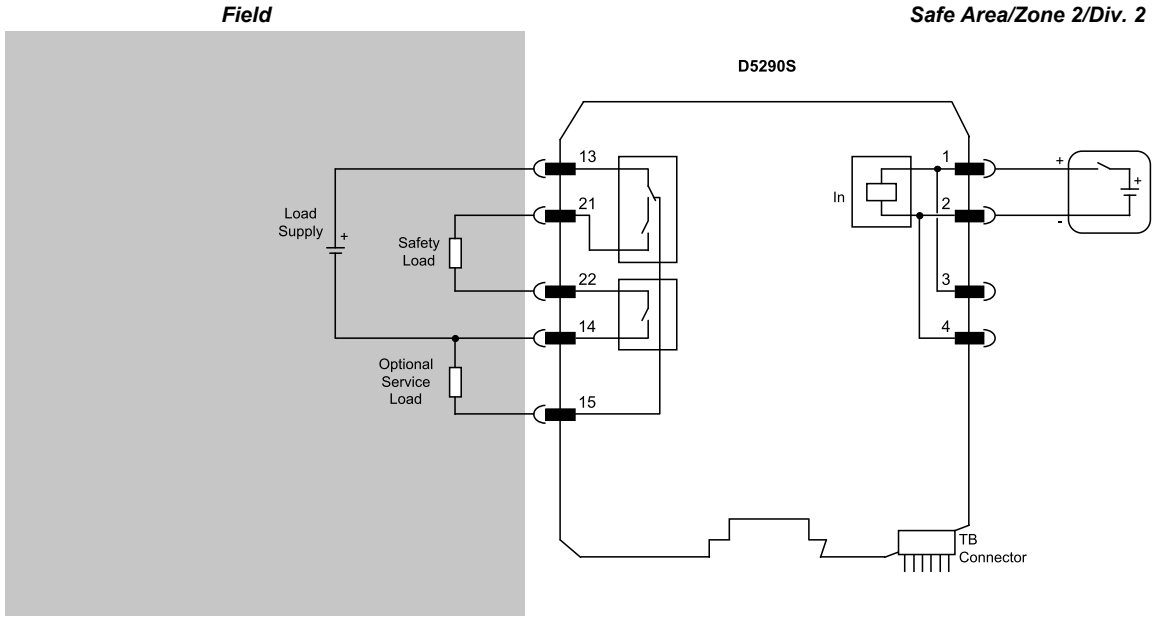 Field
Safe Area/Zone 2/Div. 2
D5290S
13
21
22
14
15
Load
Supply
+
Safety
Load
Optional
Service
Load
In
1
2
3
4
+
-
+
TB
Connector